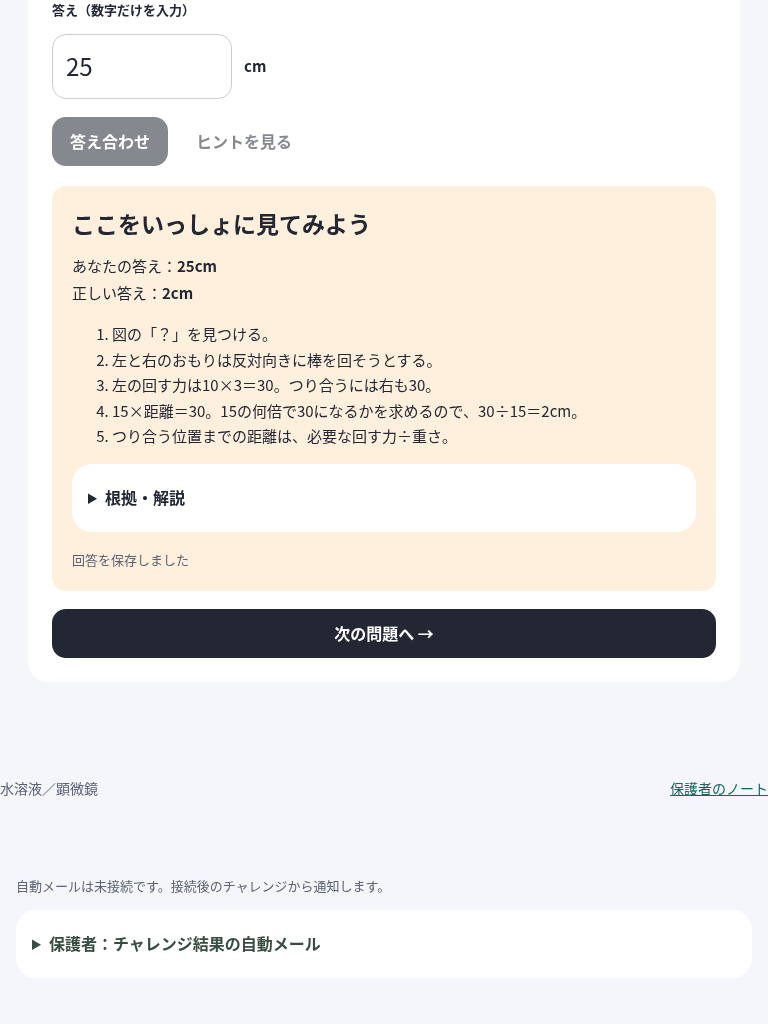 答え（数字だけを入力）
25
cm
答え合わせ
ヒントを見る
ここをいっしょに見てみよう
あなたの答え：25cm
正しい答え：2cm
1. 図の「？」を見つける。
2. 左と右のおもりは反対向きに棒を回そうとする。
3. 左の回す力は10×3＝30。つり合うには右も30。
4. 15×距離＝30。15の何倍で30になるかを求めるので、30÷15＝2cm。
5. つり合う位置までの距離は、必要な回す力÷重さ。
▶ 根拠・解説
回答を保存しました
次の問題へ →
水溶液／顕微鏡
保護者のノート
自動メールは未接続です。接続後のチャレンジから通知します。
▶ 保護者：チャレンジ結果の自動メール